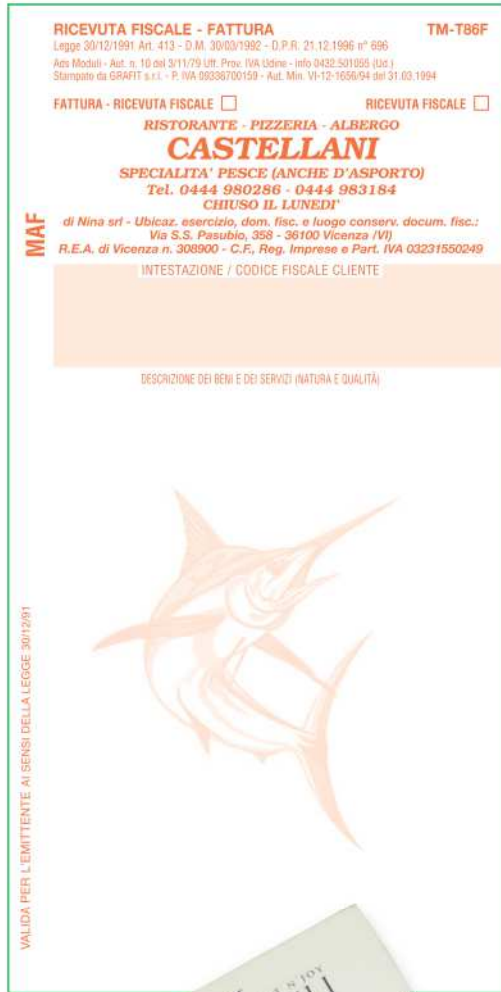 RICEVUTA FISCALE - FATTURA TM-T86F
Legge 30/12/1991 Art. 413 - D.M. 30/03/1992 - D.P.R. 21.12.1996 n° 696
Ads Moduli - Aut. n. 10 del 3/11/79 Uff. Prov. IVA Udine - info 0432.501055 (Ud.)
Stampato da GRAFIT s.r.l. - P. IVA 09336700159 - Aut. Min. VI-12-1656/94 del 31.03.1994
FATTURA - RICEVUTA FISCALE RICEVUTA FISCALE
RISTORANTE - PIZZERIA - ALBERGO
CASTELLANI
SPECIALITA' PESCE (ANCHE D'ASPORTO)
Tel. 0444 980286 - 0444 983184
CHIUSO IL LUNEDI'
di Nina srl - Ubicaz. esercizio, dom. fisc. e luogo conserv. docum. fisc.:
Via S.S. Pasubio, 358 - 36100 Vicenza /VI)
R.E.A. di Vicenza n. 308900 - C.F., Reg. Imprese e Part. IVA 03231550249
MAF
INTESTAZIONE / CODICE FISCALE CLIENTE
DESCRIZIONE DEI BENI E DEI SERVIZI (NATURA E QUALITÀ)
VALIDA PER L'EMITTENTE AI SENSI DELLA LEGGE 30/12/91
N'JOY